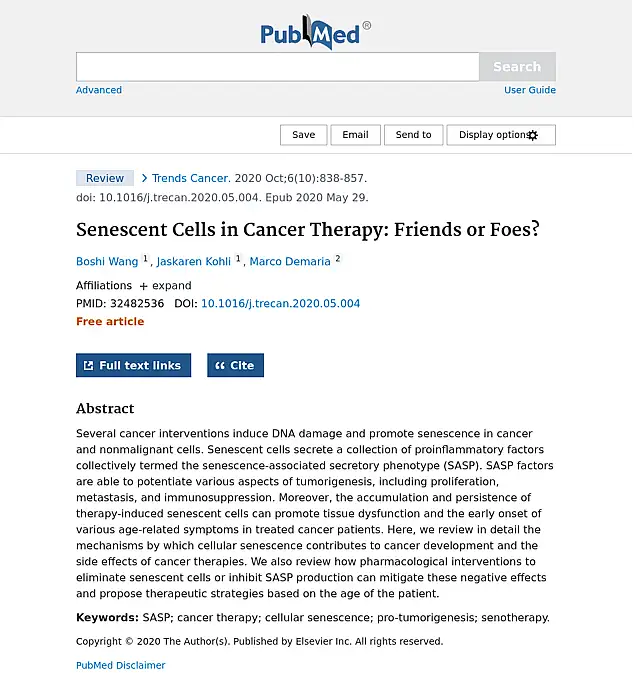 PubMed®
Search
Advanced
User Guide
Save
Email
Send to
Display options
Review
Trends Cancer. 2020 Oct;6(10):838-857.
doi: 10.1016/j.trecan.2020.05.004. Epub 2020 May 29.
Senescent Cells in Cancer Therapy: Friends or Foes?
Boshi Wang 1, Jaskaren Kohli 1, Marco Demaria 2
Affiliations + expand
PMID: 32482536 DOI: 10.1016/j.trecan.2020.05.004
Free article
Full text links
Cite
Abstract
Several cancer interventions induce DNA damage and promote senescence in cancer
and nonmalignant cells. Senescent cells secrete a collection of proinflammatory factors
collectively termed the senescence-associated secretory phenotype (SASP). SASP factors
are able to potentiate various aspects of tumorigenesis, including proliferation,
metastasis, and immunosuppression. Moreover, the accumulation and persistence of
therapy-induced senescent cells can promote tissue dysfunction and the early onset of
various age-related symptoms in treated cancer patients. Here, we review in detail the
mechanisms by which cellular senescence contributes to cancer development and the
side effects of cancer therapies. We also review how pharmacological interventions to
eliminate senescent cells or inhibit SASP production can mitigate these negative effects
and propose therapeutic strategies based on the age of the patient.
Keywords: SASP; cancer therapy; cellular senescence; pro-tumorigenesis; senotherapy.
Copyright © 2020 The Author(s). Published by Elsevier Inc. All rights reserved.
PubMed Disclaimer